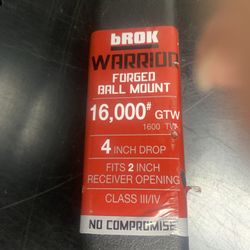 bROK
WARRIOR
FORGED
BALL MOUNT
16,000# GTW
1600 TW
4 INCH DROP
FITS 2 INCH
RECEIVER OPENING
CLASS III/IV
NO COMPROMISE